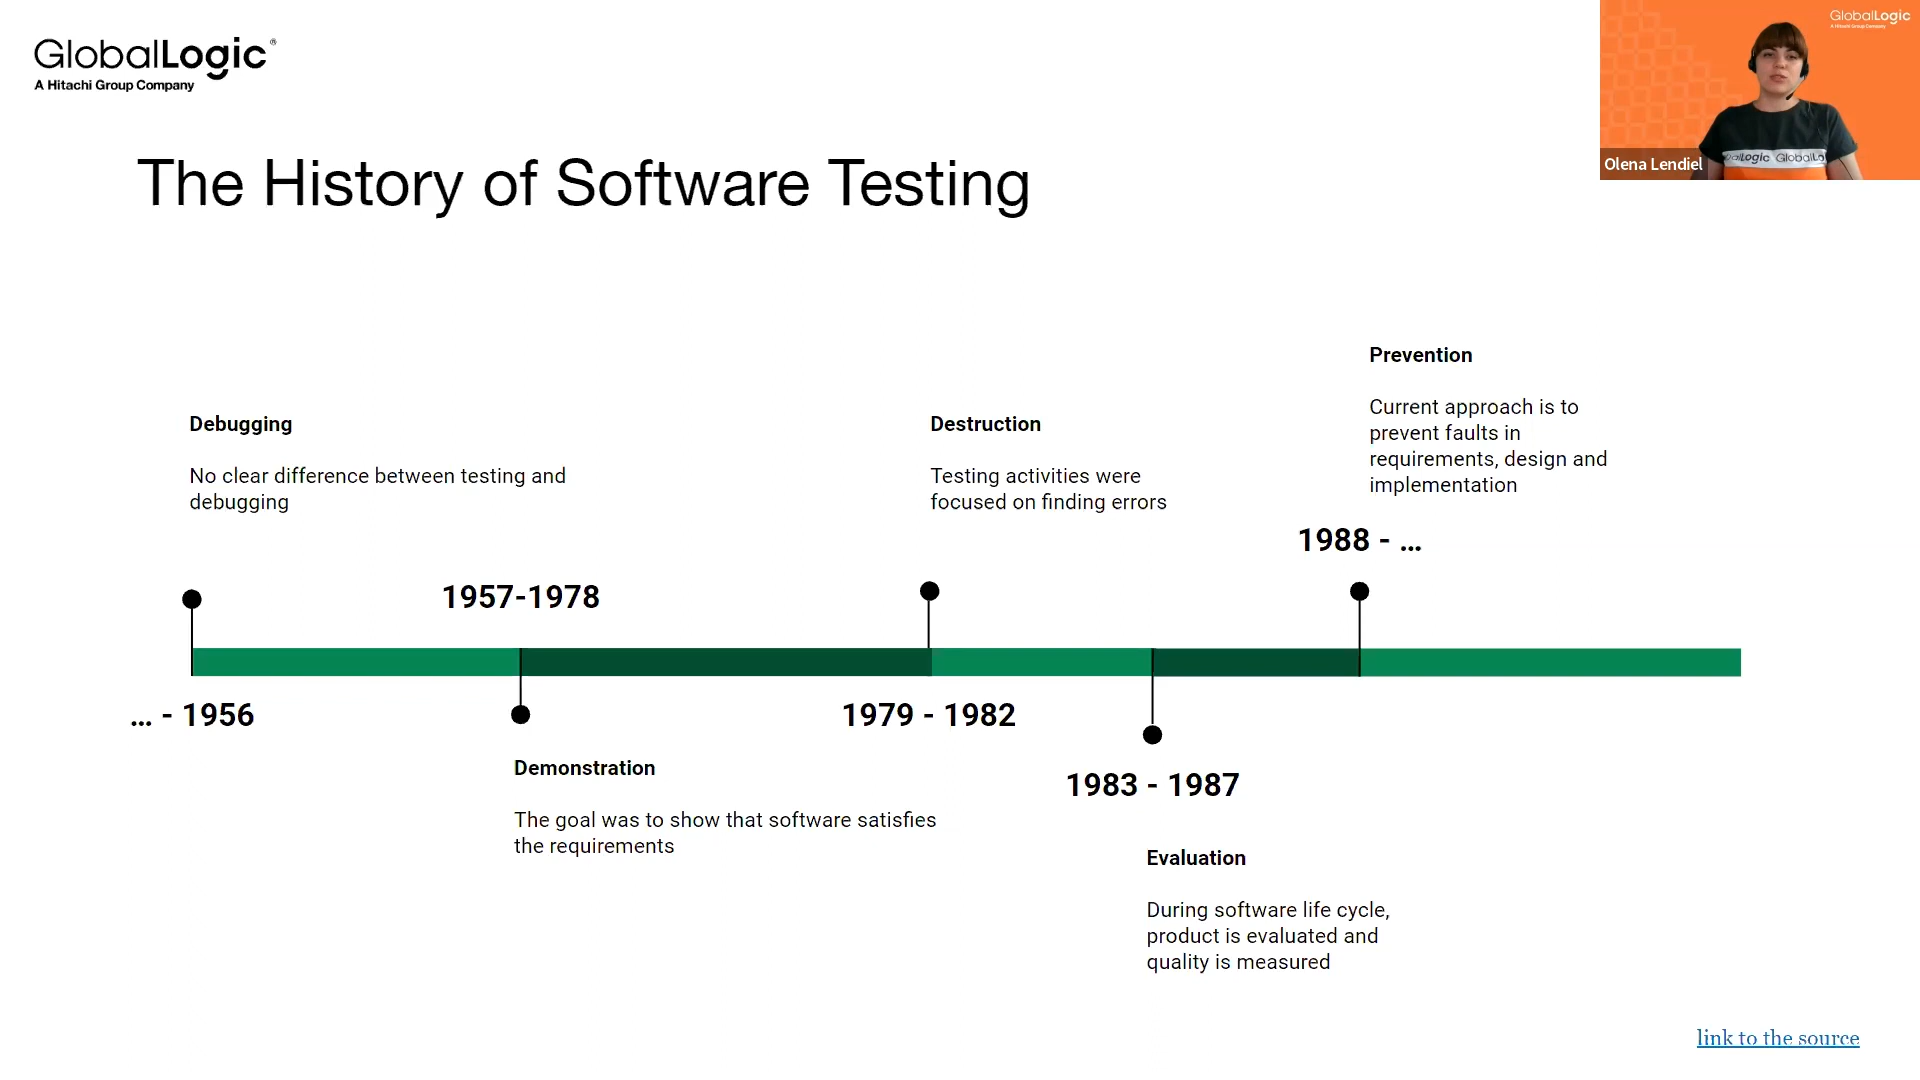 GlobalLogic®
A Hitachi Group Company
GlobalLogic
A Hitachi Group Company
Olena Lendiel
Logic GlobalLo
The History of Software Testing
Debugging
No clear difference between testing and
debugging
Destruction
Testing activities were
focused on finding errors
Prevention
Current approach is to
prevent faults in
requirements, design and
implementation
1988 - ...
1957-1978
... - 1956
1979 - 1982
1983 - 1987
Demonstration
The goal was to show that software satisfies
the requirements
Evaluation
During software life cycle,
product is evaluated and
quality is measured
link to the source